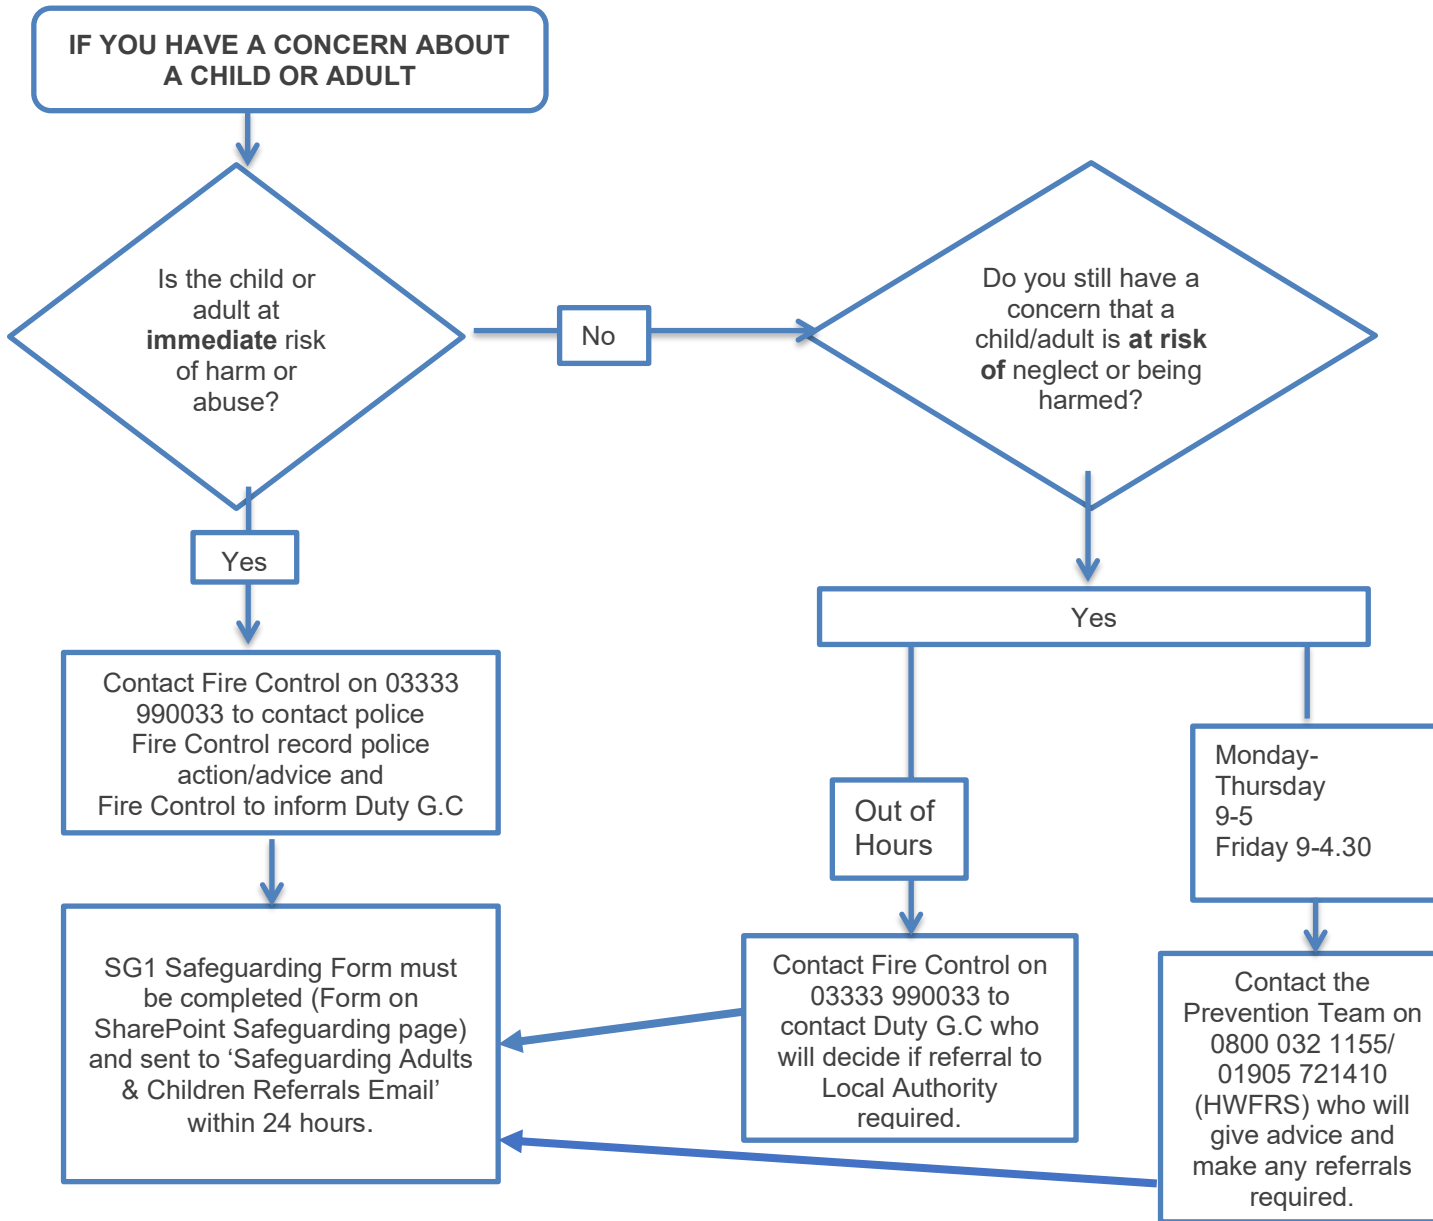 IF YOU HAVE A CONCERN ABOUT
A CHILD OR ADULT
Is the child or
adult at
immediate risk
of harm or
abuse?
No
Do you still have a
concern that a
child/adult is at risk
of neglect or being
harmed?
Yes
Yes
Contact Fire Control on 03333
990033 to contact police
Fire Control record police
action/advice and
Fire Control to inform Duty G.C
Out of
Hours
Monday-
Thursday
9-5
Friday 9-4.30
SG1 Safeguarding Form must
be completed (Form on
SharePoint Safeguarding page)
and sent to ‘Safeguarding Adults
& Children Referrals Email’
within 24 hours.
Contact Fire Control on
03333 990033 to
contact Duty G.C who
will decide if referral to
Local Authority
required.
Contact the
Prevention Team on
0800 032 1155/
01905 721410
(HWFRS) who will
give advice and
make any referrals
required.